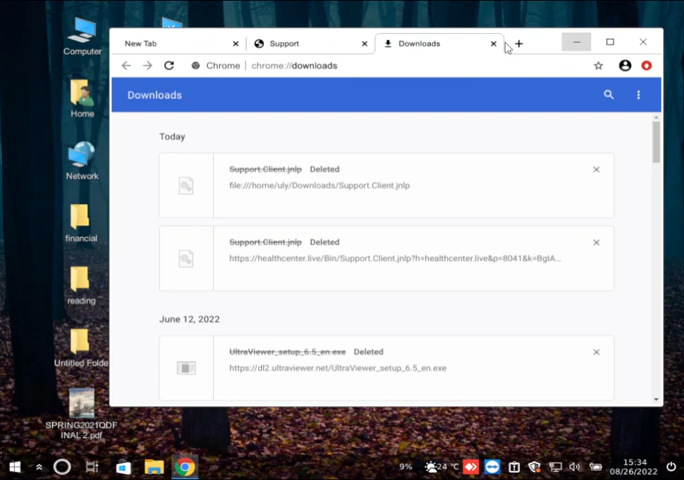 Computer
Home
Network
financial
reading
Untitled Folde
SPRING2021QDF
INAL 2.pdf
New Tab
Support
Downloads
Chrome
chrome://downloads
Downloads
Today
Support.Client.jnlp Deleted
file:///home/uly/Downloads/Support.Client.jnlp
Support.Client.jnlp Deleted
https://healthcenter.live/Bin/Support.Client.jnlp?h=healthcenter.live&p=8041&k=BgIA...
June 12, 2022
UltraViewer_setup_6.5_en.exe Deleted
https://dl2.ultraviewer.net/UltraViewer_setup_6.5_en.exe
9%
24 °C
15:34
08/26/2022